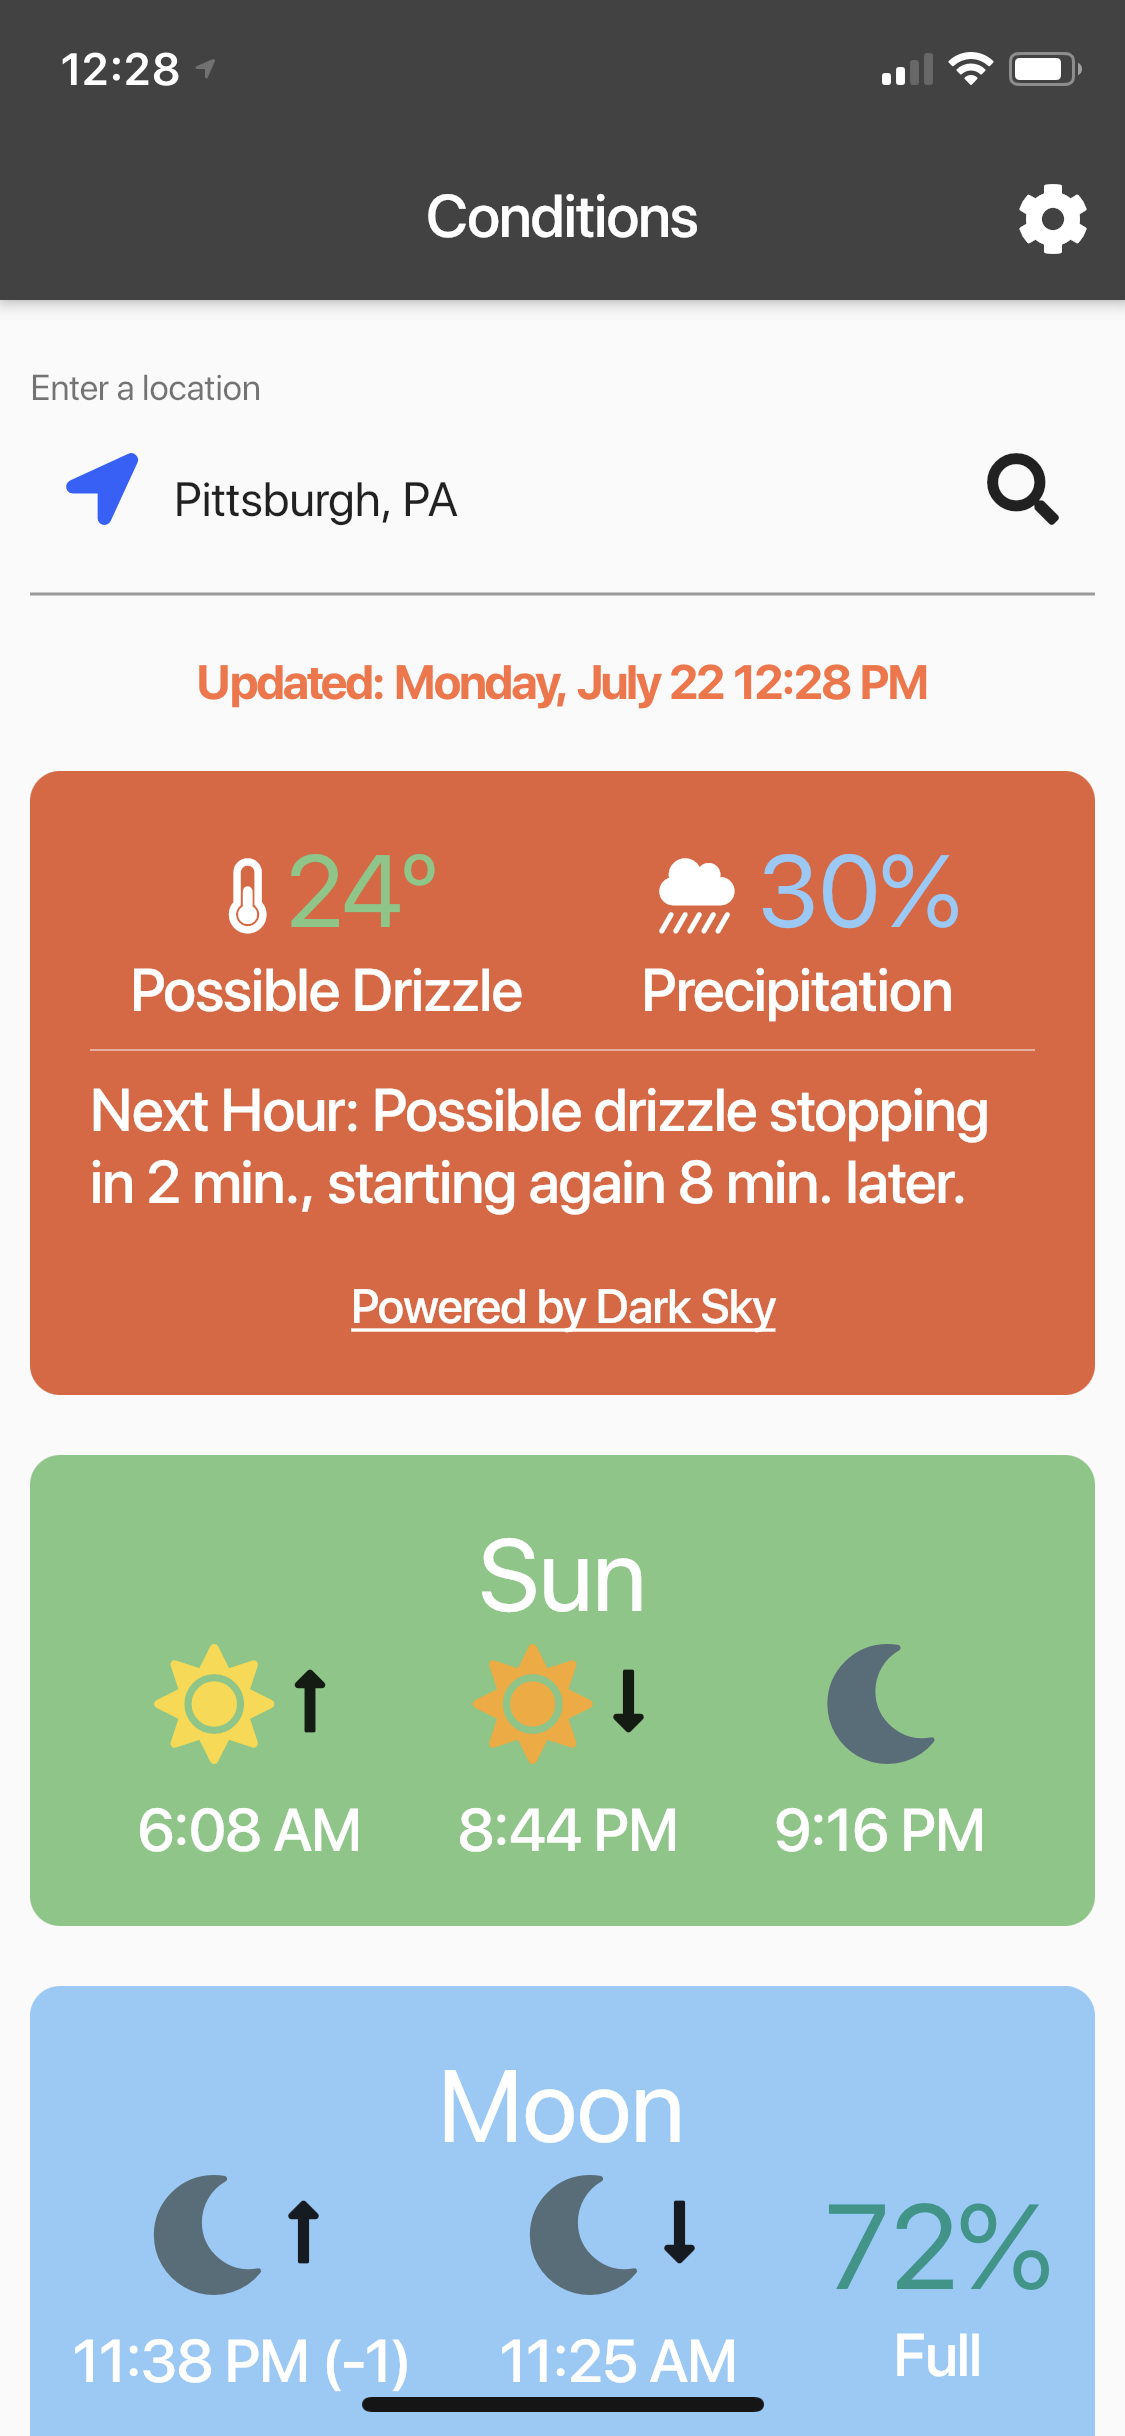 12:28
Conditions
Enter a location
Pittsburgh, PA
Updated: Monday, July 22 12:28 PM
24° 30%
Possible Drizzle Precipitation
Next Hour: Possible drizzle stopping
in 2 min., starting again 8 min. later.
Powered by Dark Sky
Sun
6:08 AM 8:44 PM 9:16 PM
Moon
72%
11:38 PM (-1) 11:25 AM Full